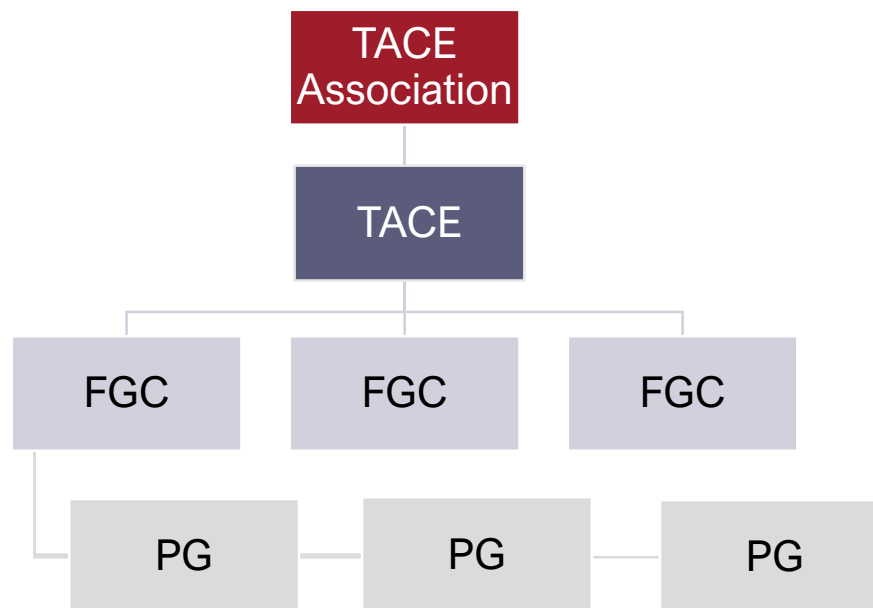 TACE
Association
TACE
FGC FGC FGC
PG PG PG